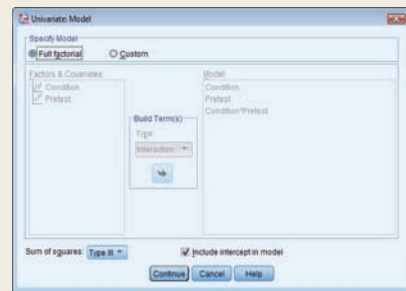 Univariate: Model
Specify Model
Full factorial
Custom
Factors & Covariates:
Condition
Pretest
Build Term(s)
Type:
Interaction
Model:
Condition
Pretest
Condition*Pretest
Sum of squares: Type III
Include intercept in model
Continue Cancel Help